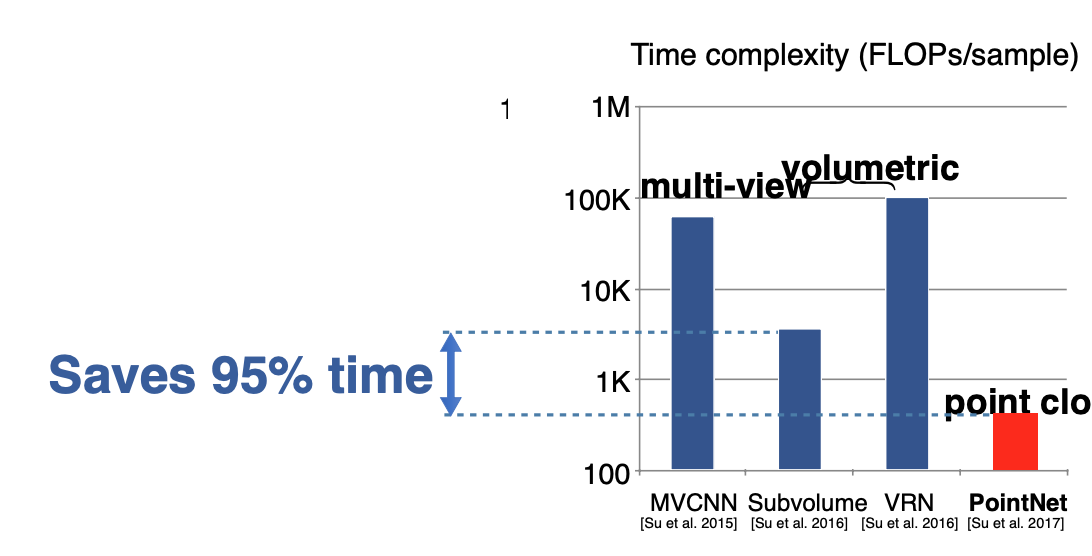 Time complexity (FLOPs/sample)
1
1M
volumetric
multi-view
100K
10K
Saves 95% time
1K
point clo
100
MVCNN Subvolume VRN PointNet
[Su et al. 2015] [Su et al. 2016] [Su et al. 2016] [Su et al. 2017]